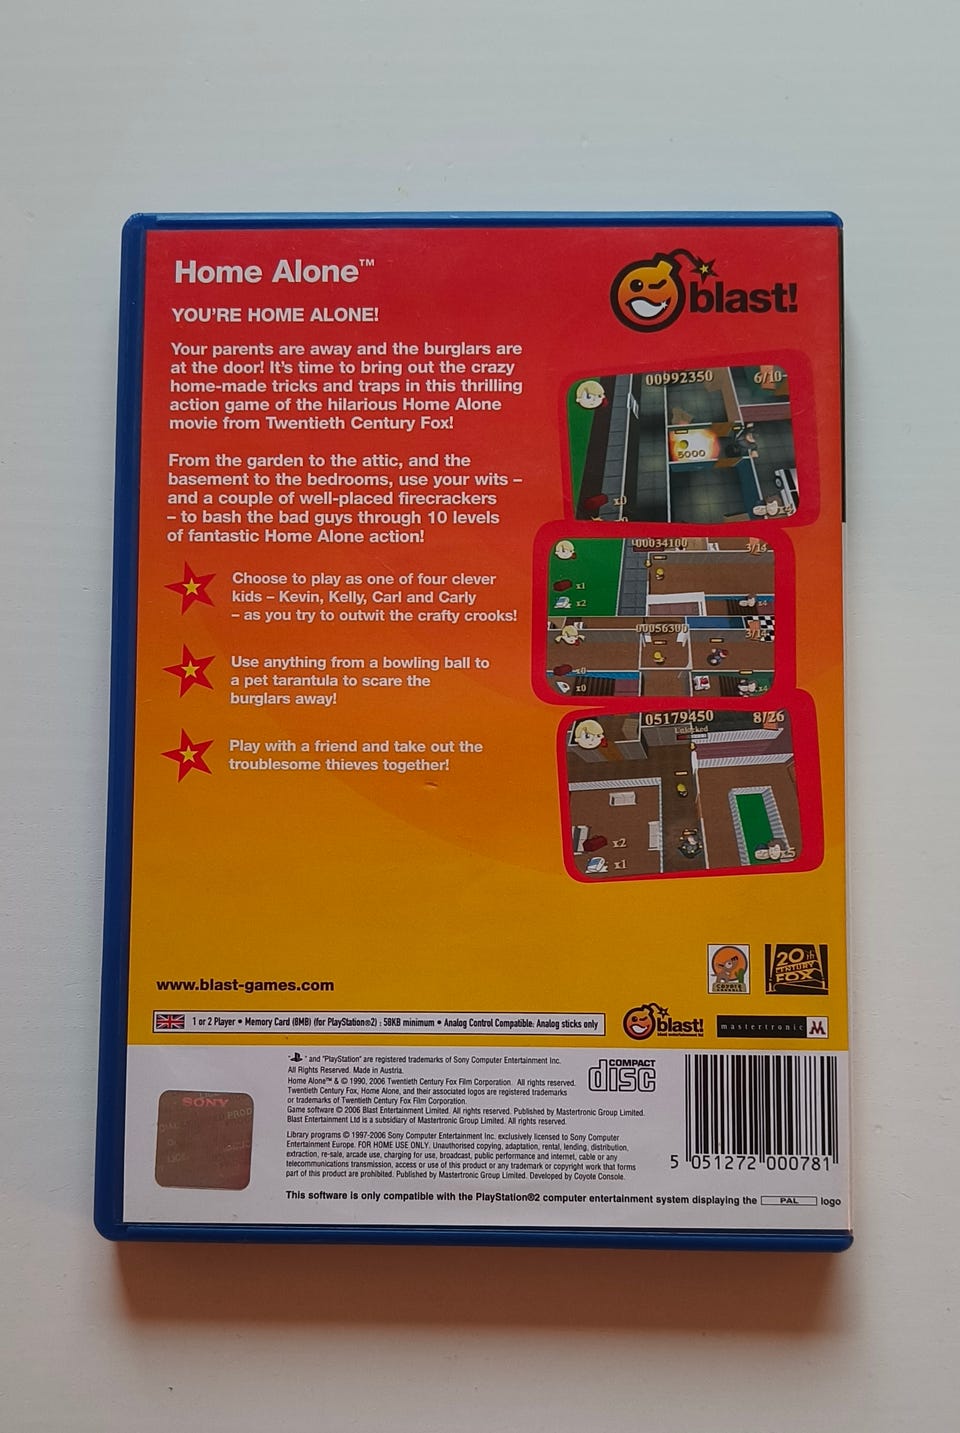 Home Alone™
blast!
YOU'RE HOME ALONE!
Your parents are away and the burglars are
at the door! It's time to bring out the crazy
home-made tricks and traps in this thrilling
action game of the hilarious Home Alone
movie from Twentieth Century Fox!
From the garden to the attic, and the
basement to the bedrooms, use your wits –
and a couple of well-placed firecrackers
– to bash the bad guys through 10 levels
of fantastic Home Alone action!
Choose to play as one of four clever
kids – Kevin, Kelly, Carl and Carly
– as you try to outwit the crafty crooks!
Use anything from a bowling ball to
a pet tarantula to scare the
burglars away!
Play with a friend and take out the
troublesome thieves together!
00992350 6/10
5000
x0
x4
00034100 3/14
x1
x2 x4
00056300 3/14
x0
x0 x4
05179450 8/26
Unlocked
x2
x1 x5
www.blast-games.com
20th
CENTURY
FOX
1 or 2 Player • Memory Card (8MB) (for PlayStation®2) : 58KB minimum • Analog Control Compatible: Analog sticks only
blast!
mastertronic M
" " and "PlayStation" are registered trademarks of Sony Computer Entertainment Inc.
All Rights Reserved. Made in Austria.
Home Alone™ & © 1990, 2006 Twentieth Century Fox Film Corporation. All rights reserved.
Twentieth Century Fox, Home Alone, and their associated logos are registered trademarks
or trademarks of Twentieth Century Fox Film Corporation.
Game software © 2006 Blast Entertainment Limited. All rights reserved. Published by Mastertronic Group Limited.
Blast Entertainment Ltd is a subsidiary of Mastertronic Group Limited.
Library programs © 1997-2006 Sony Computer Entertainment Inc. exclusively licensed to Sony Computer
Entertainment Europe. FOR HOME USE ONLY. Unauthorised copying, adaptation, rental, lending, distribution,
extraction, re-sale, arcade use, charging for use, broadcast, public performance and internet, cable or any
telecommunications transmission, access or use of this product or any trademark or copyright work that forms
part of this product are prohibited. Published by Mastertronic Group Limited. Developed by Coyote Console.
This software is only compatible with the PlayStation®2 computer entertainment system displaying the PAL logo
COMPACT
disc
SONY
PROD
5 051272 000781